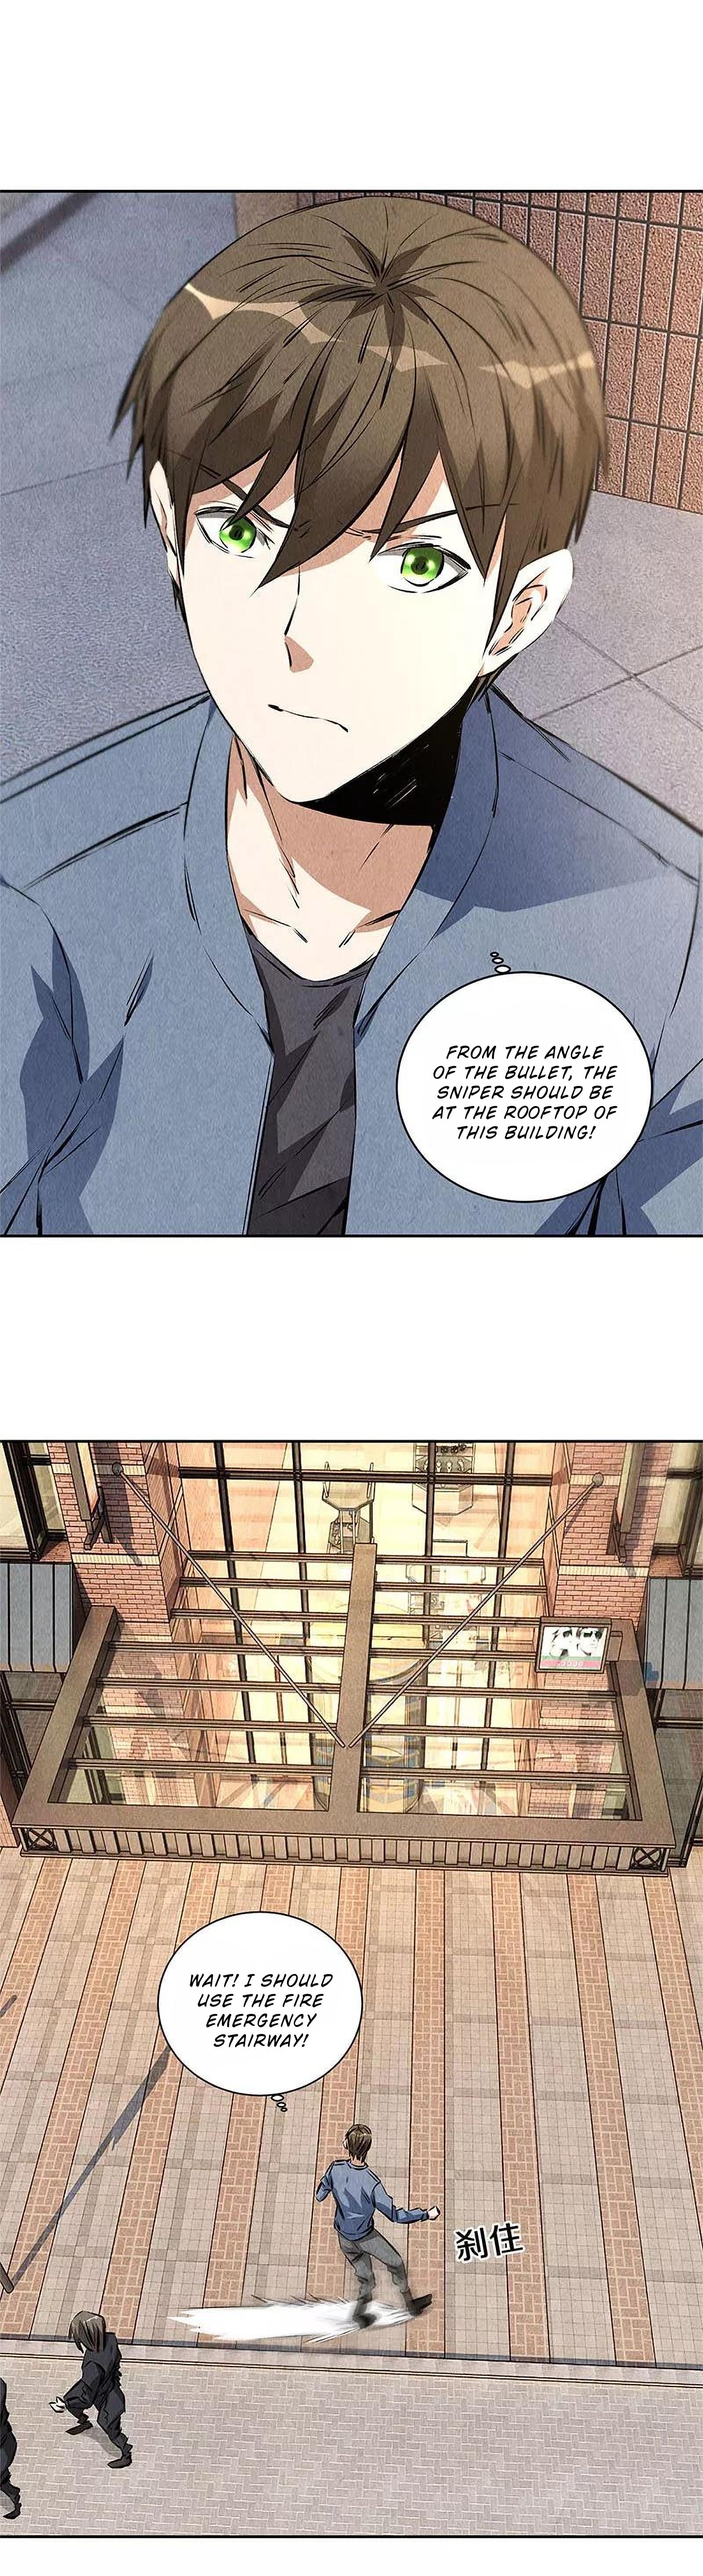 FROM THE ANGLE
OF THE BULLET, THE
SNIPER SHOULD BE
AT THE ROOFTOP OF
THIS BUILDING!
WAIT! I SHOULD
USE THE FIRE
EMERGENCY
STAIRWAY!
刹住